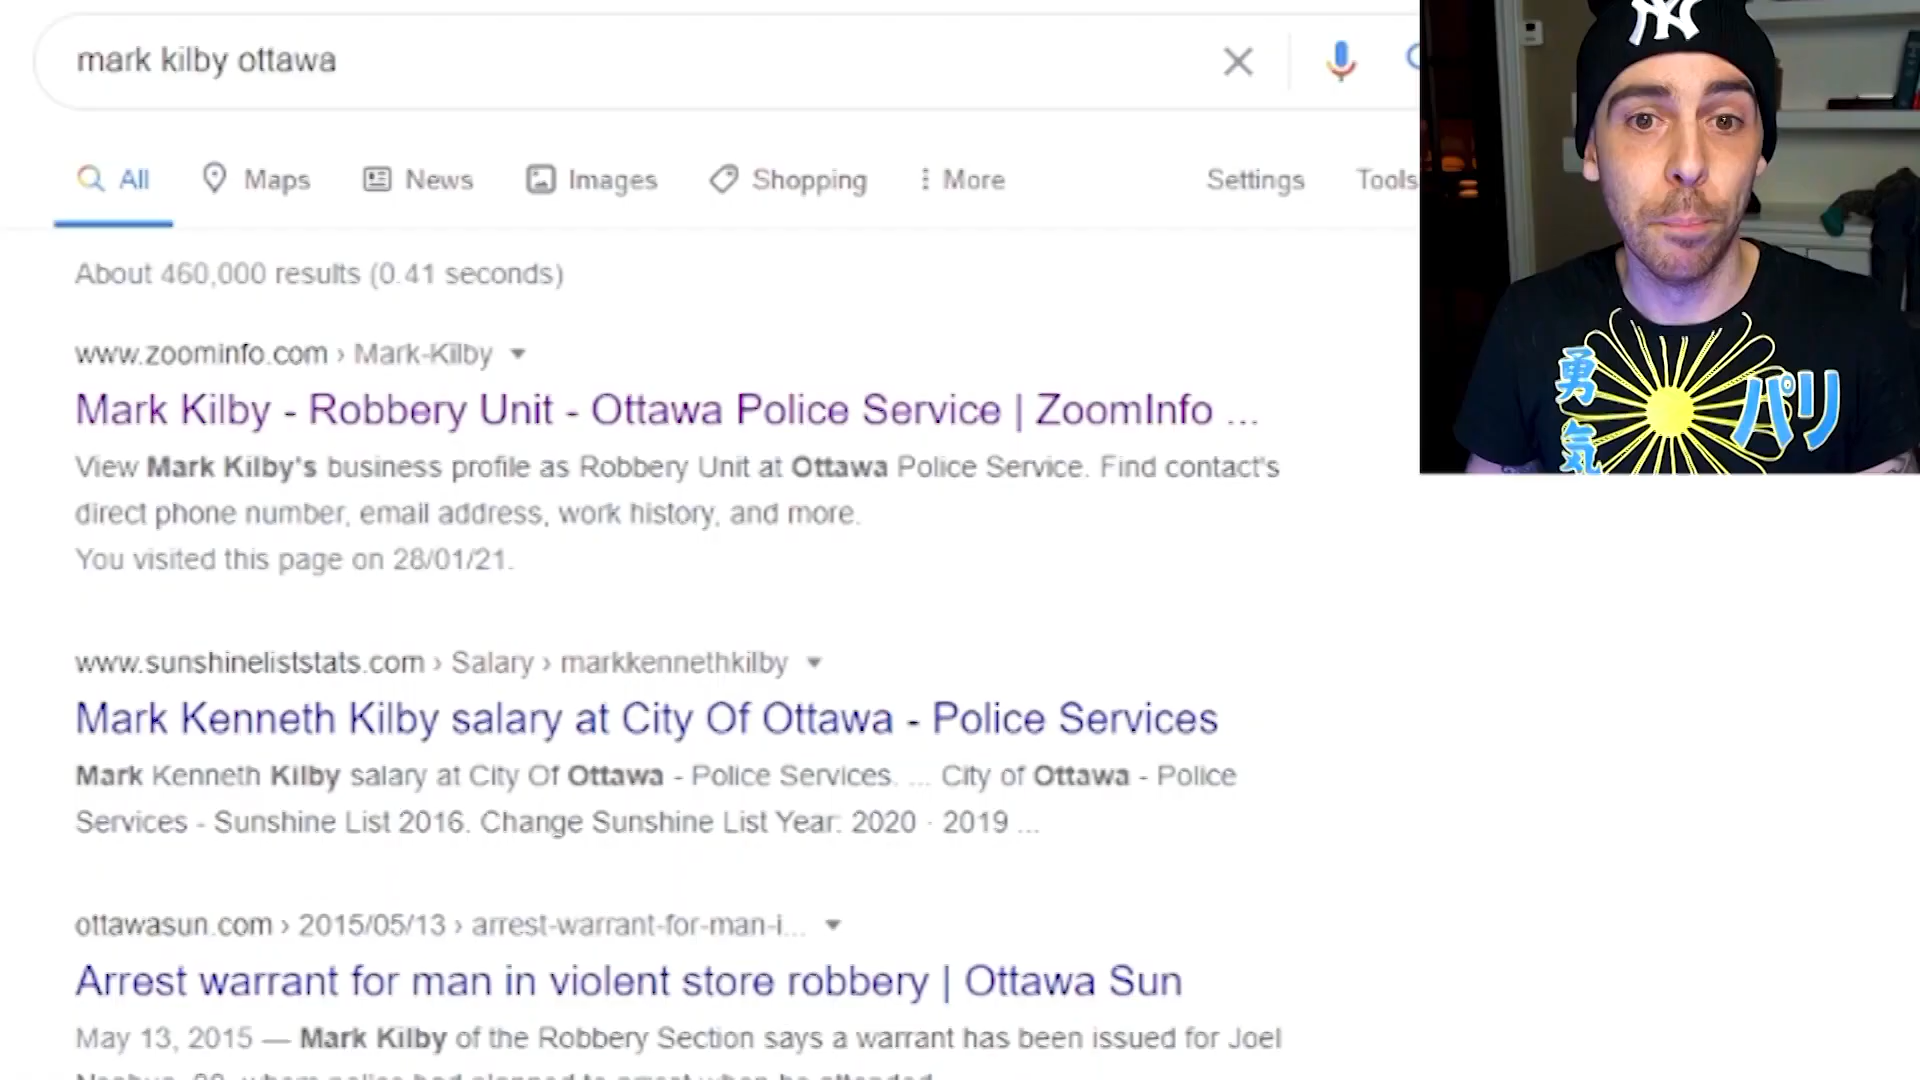 mark kilby ottawa
All Maps News Images Shopping More Settings Tools
About 460,000 results (0.41 seconds)
www.zoominfo.com › Mark-Kilby
Mark Kilby - Robbery Unit - Ottawa Police Service | ZoomInfo ...
View Mark Kilby's business profile as Robbery Unit at Ottawa Police Service. Find contact's
direct phone number, email address, work history, and more.
You visited this page on 28/01/21.
www.sunshineliststats.com › Salary › markkennethkilby
Mark Kenneth Kilby salary at City Of Ottawa - Police Services
Mark Kenneth Kilby salary at City Of Ottawa - Police Services. ... City of Ottawa - Police
Services - Sunshine List 2016. Change Sunshine List Year: 2020 · 2019 ...
ottawasun.com › 2015/05/13 › arrest-warrant-for-man-i...
Arrest warrant for man in violent store robbery | Ottawa Sun
May 13, 2015 — Mark Kilby of the Robbery Section says a warrant has been issued for Joel
NY
勇気
パリ